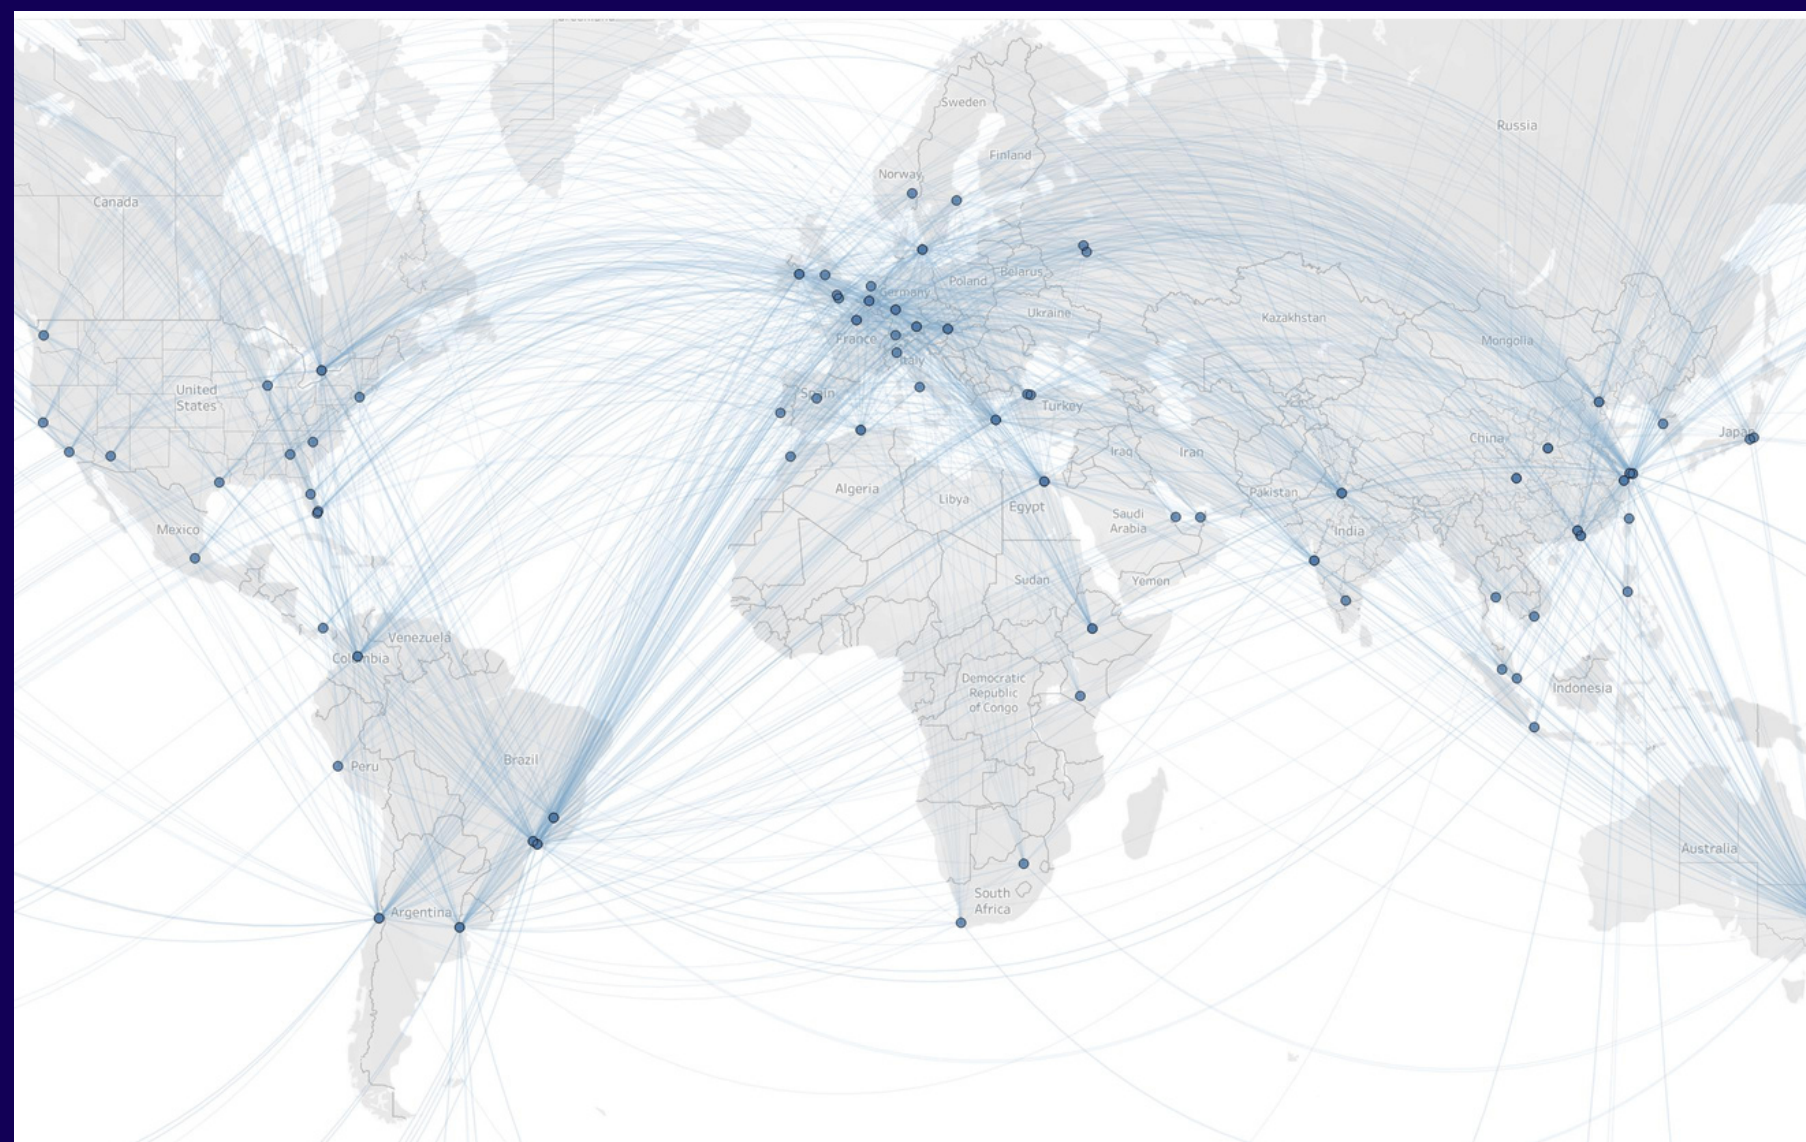 Sweden
Russia
Finland
Norway
Canada
Poland
Belarus
Germany
Ukraine
Kazakhstan
France
Mongolia
Italy
United
States
Spain
Turkey
Japan
China
Iraq
Iran
Algeria
Pakistan
Libya
Egypt
Saudi
Arabia
Mexico
India
Sudan
Yemen
Venezuela
Colombia
Democratic
Republic
of Congo
Indonesia
Brazil
Peru
Australia
South
Africa
Argentina